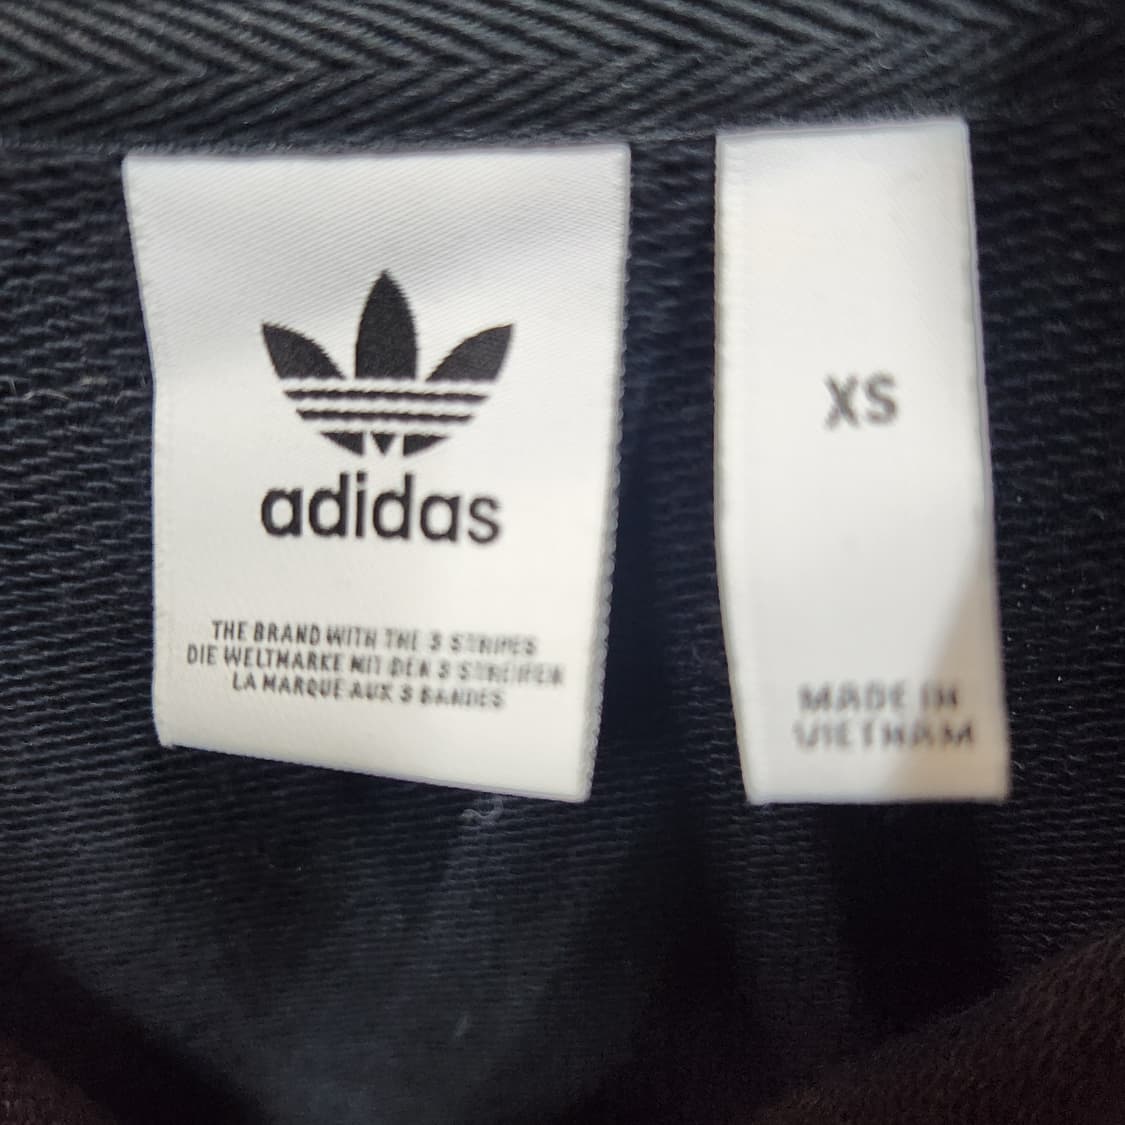 adidas
THE BRAND WITH THE 3 STRIPES
DIE WELTMARKE MIT DEN 3 STREIFEN
LA MARQUE AUX 3 BANDES
XS
MADE IN
VIETNAM